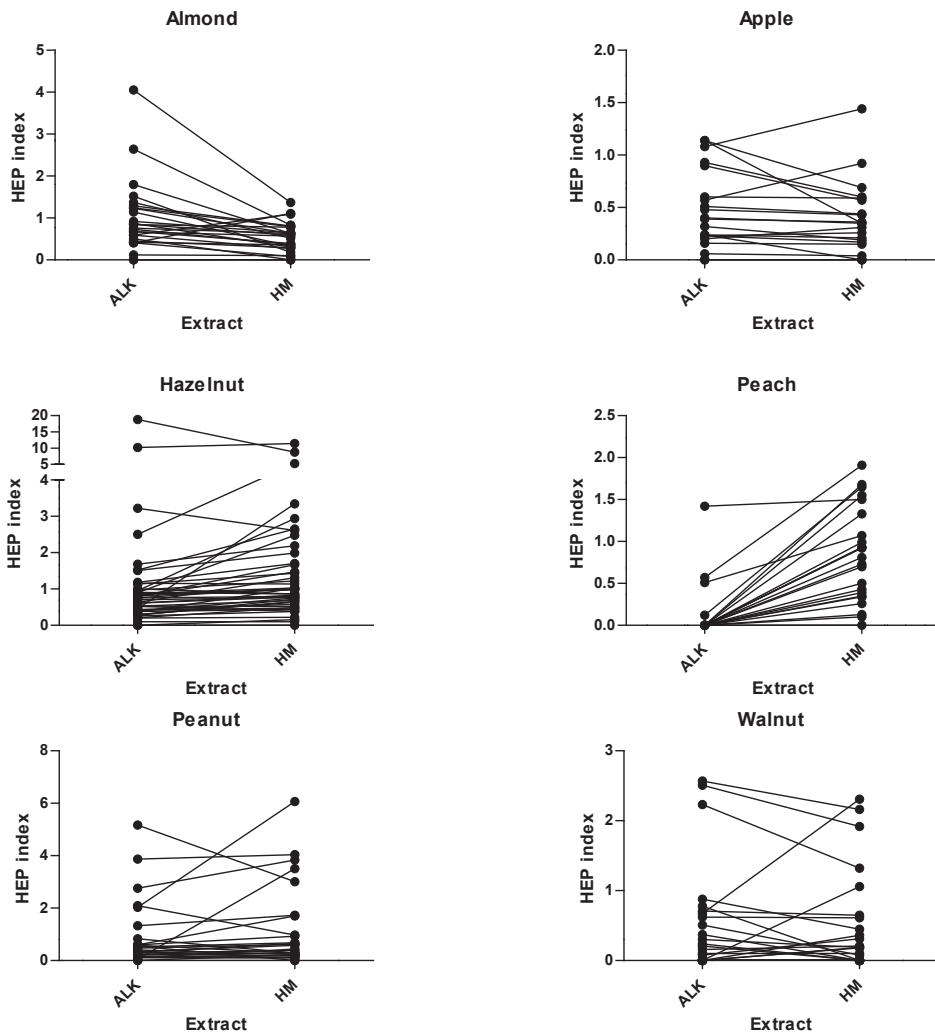 Almond
5
4
3
2
1
0
HEP index
ALK
HM
Extract
Apple
2.0
1.5
1.0
0.5
0.0
HEP index
ALK
HM
Extract
Hazelnut
20
15
10
5
4
3
2
1
0
HEP index
ALK
HM
Extract
Peach
2.5
2.0
1.5
1.0
0.5
0.0
HEP index
ALK
HM
Extract
Peanut
8
6
4
2
0
HEP index
ALK
HM
Extract
Walnut
3
2
1
0
HEP index
ALK
HM
Extract